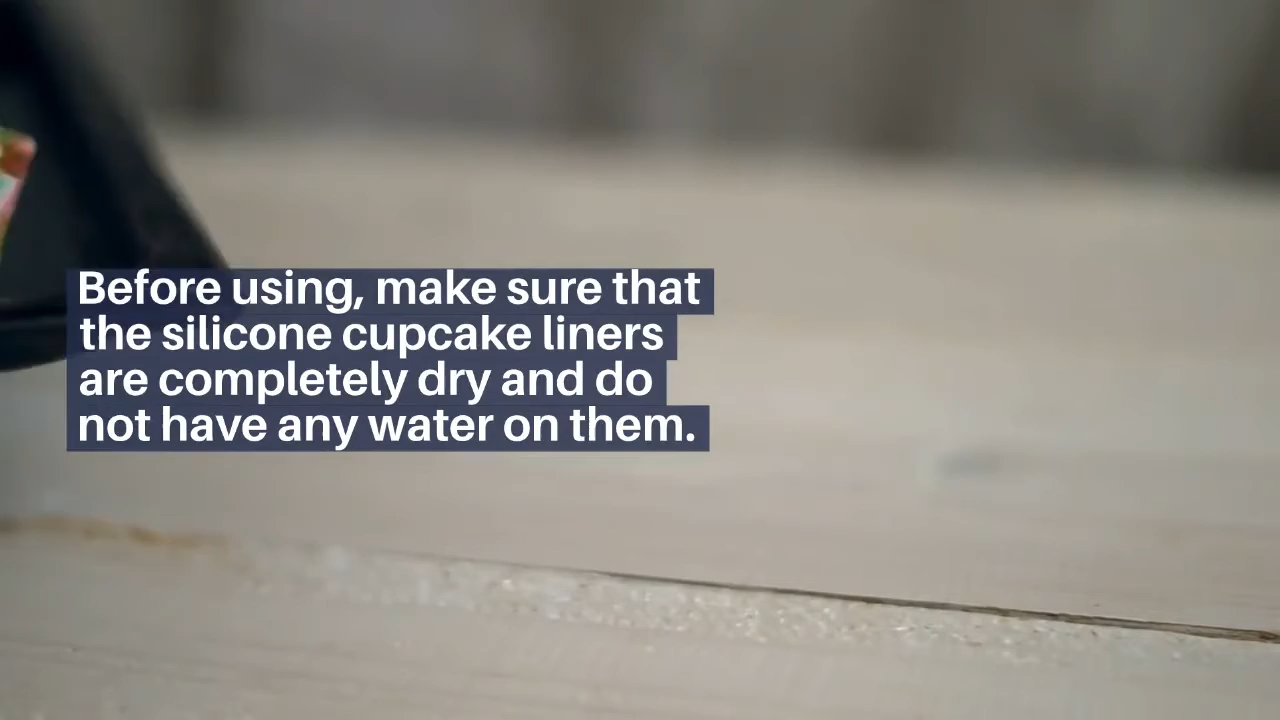 Before using, make sure that
the silicone cupcake liners
are completely dry and do
not have any water on them.